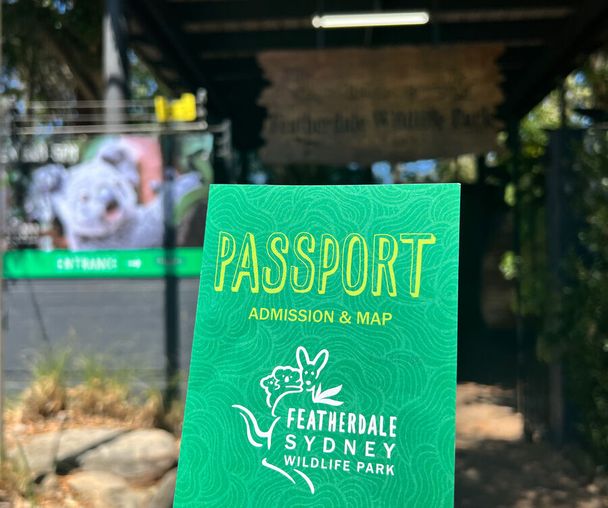 Featherdale Wildlife Park
ENTRANCE
PASSPORT
ADMISSION & MAP
FEATHERDALE
SYDNEY
WILDLIFE PARK